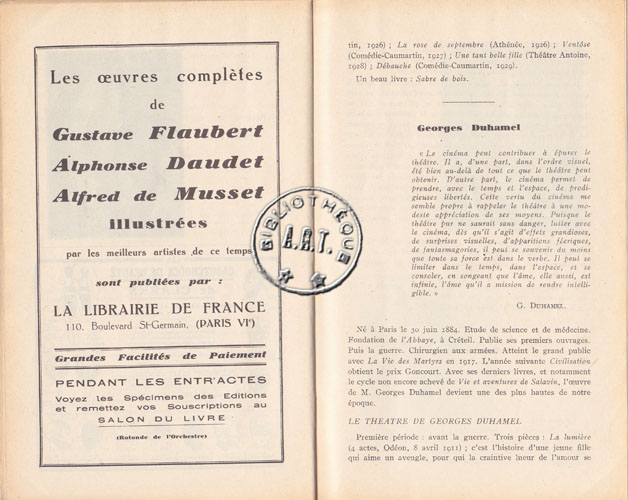 Les œuvres complètes
de
Gustave Flaubert
Alphonse Daudet
Alfred de Musset
illustrées
par les meilleurs artistes de ce temps
sont publiées par :
LA LIBRAIRIE DE FRANCE
110, Boulevard St-Germain, (PARIS VIe)
Grandes Facilités de Paiement
PENDANT LES ENTR'ACTES
Voyez les Spécimens des Editions
et remettez vos Souscriptions au
SALON DU LIVRE
(Rotonde de l'Orchestre)
BIBLIOTHÈQUE
A.R.T.
tin, 1926) ; La rose de septembre (Athénée, 1926) ; Ventôse
(Comédie-Caumartin, 1927) ; Une tant belle fille (Théâtre Antoine,
1928) ; Débauche (Comédie-Caumartin, 1929).
Un beau livre : Sabre de bois.
Georges Duhamel
« Le cinéma peut contribuer à épurer le
théâtre. Il a, d'une part, dans l'ordre visuel,
été bien au-delà de tout ce que le théâtre peut
obtenir. D'autre part, le cinéma permet de
prendre, avec le temps et l'espace, de prodi-
gieuses libertés. Cette vertu du cinéma me
semble propre à rappeler le théâtre à une mo-
deste appréciation de ses moyens. Puisque le
théâtre pur ne saurait sans danger, lutter avec
le cinéma, dès qu'il s'agit d'effets grandioses,
de surprises visuelles, d'apparitions féeriques,
de fantasmagories, il peut se souvenir du moins
que toute sa force est dans le verbe. Il peut se
limiter dans le temps, dans l'espace, et se
consoler, en songeant que l'âme, elle aussi, est
infinie, l'âme qu'il a mission de rendre intelli-
gible. »
G. DUHAMEL.
Né à Paris le 30 juin 1884. Etude de science et de médecine.
Fondation de l'Abbaye, à Créteil. Publie ses premiers ouvrages.
Puis la guerre. Chirurgien aux armées. Atteint le grand public
avec La Vie des Martyrs en 1917. L'année suivante Civilisation
obtient le prix Goncourt. Avec ses derniers livres, et notamment
le cycle non encore achevé de Vie et aventures de Salavin, l'œuvre
de M. Georges Duhamel devient une des plus hautes de notre
époque.
LE THEATRE DE GEORGES DUHAMEL
Première période : avant la guerre. Trois pièces : La lumière
(4 actes, Odéon, 8 avril 1911) ; c'est l'histoire d'une jeune fille
qui aime un aveugle, pour qui la craintive lueur de l'amour se